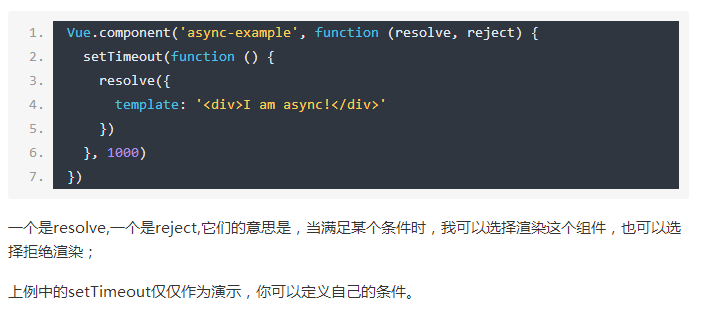 1. Vue.component('async-example', function (resolve, reject) {
2.   setTimeout(function () {
3.     resolve({
4.       template: '<div>I am async!</div>'
5.     })
6.   }, 1000)
7. })
一个是resolve,一个是reject,它们的意思是，当满足某个条件时，我可以选择渲染这个组件，也可以选
择拒绝渲染；
上例中的setTimeout仅仅作为演示，你可以定义自己的条件。